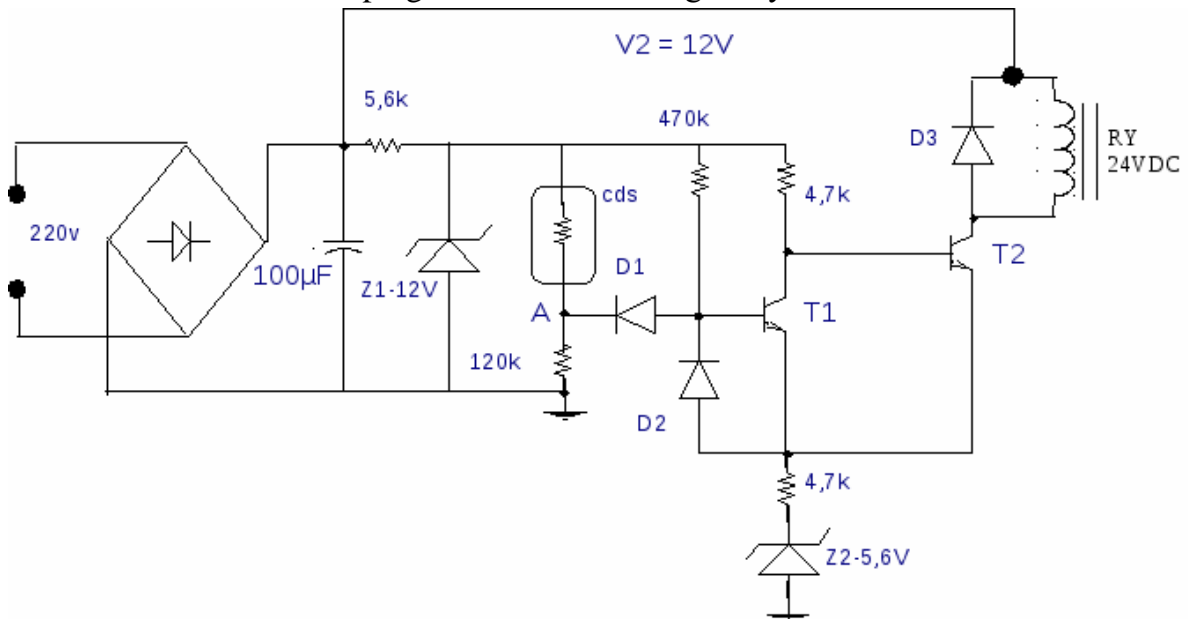 V2 = 12V
5,6k
470k
D3
RY
24VDC
cds
4,7k
220v
100µF
Z1-12V
D1
T2
A
T1
120k
D2
4,7k
Z2-5,6V